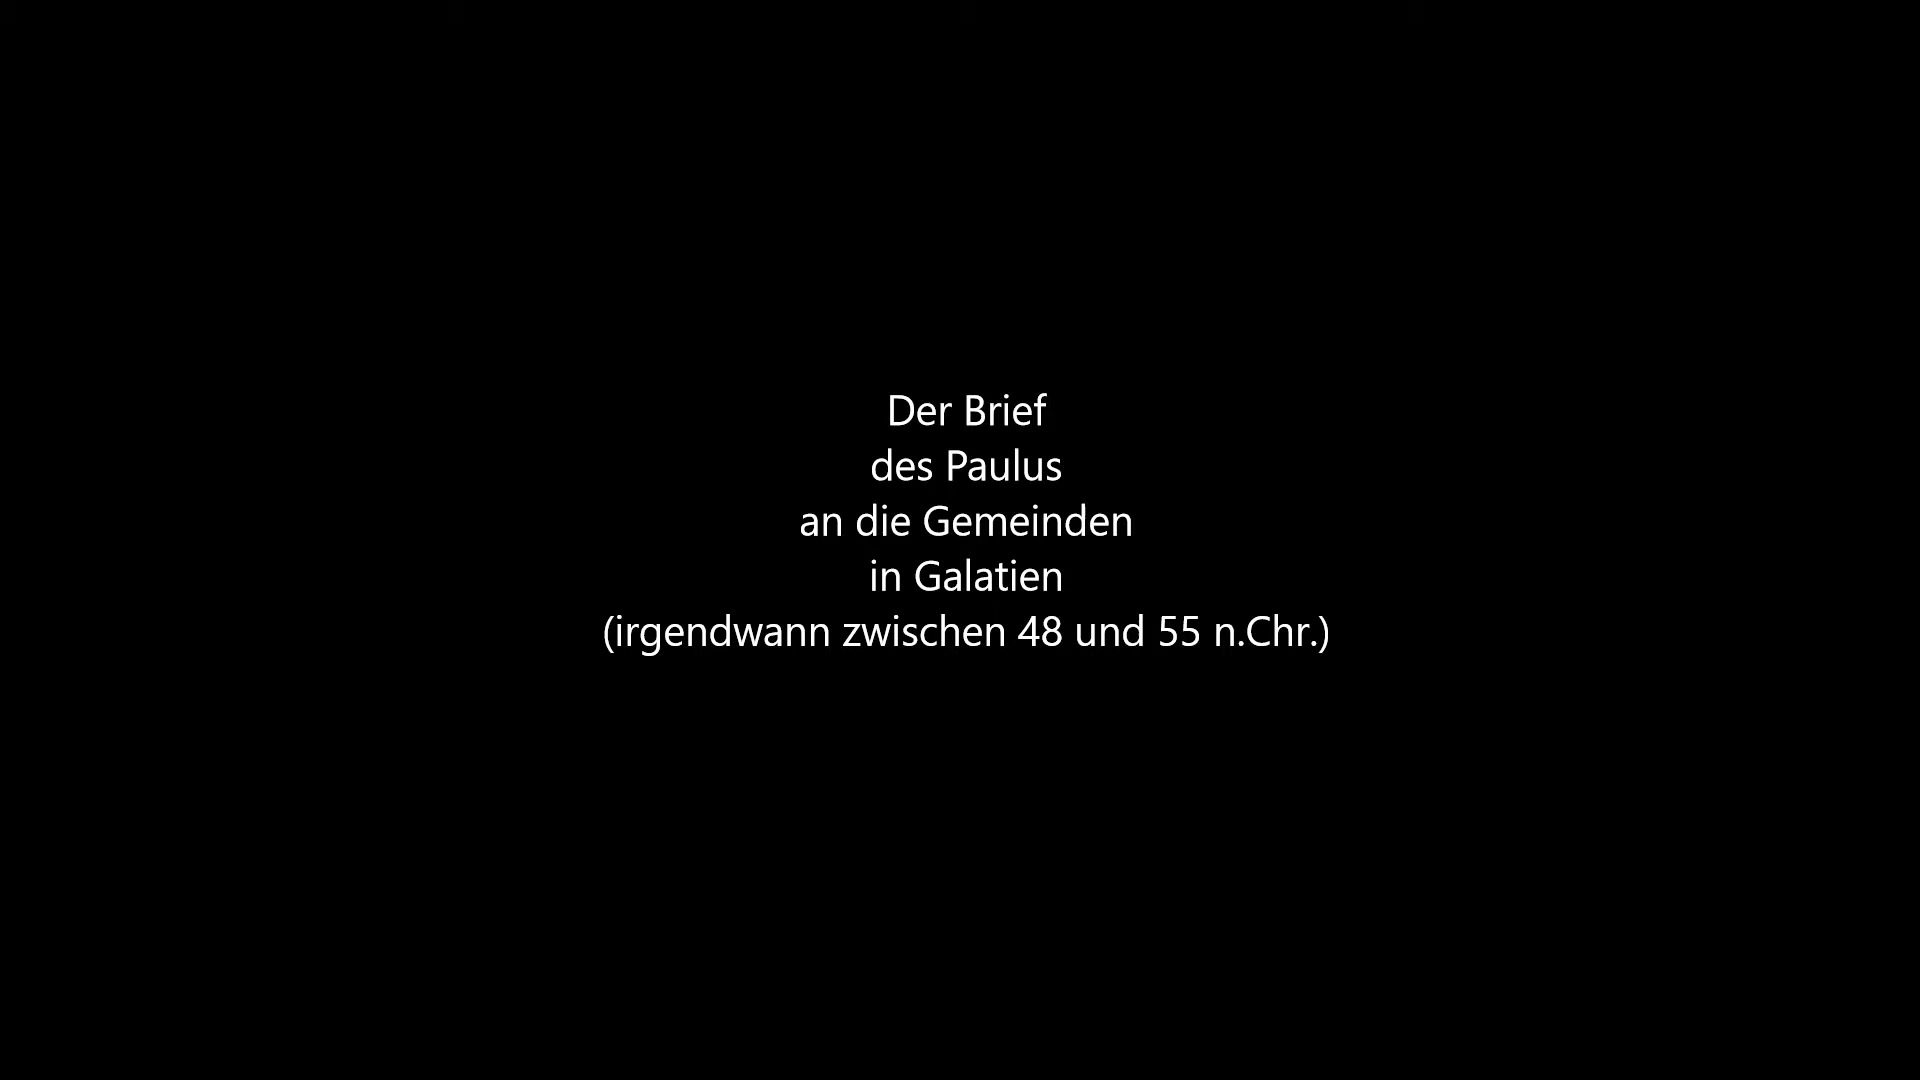 Der Brief
des Paulus
an die Gemeinden
in Galatien
(irgendwann zwischen 48 und 55 n.Chr.)